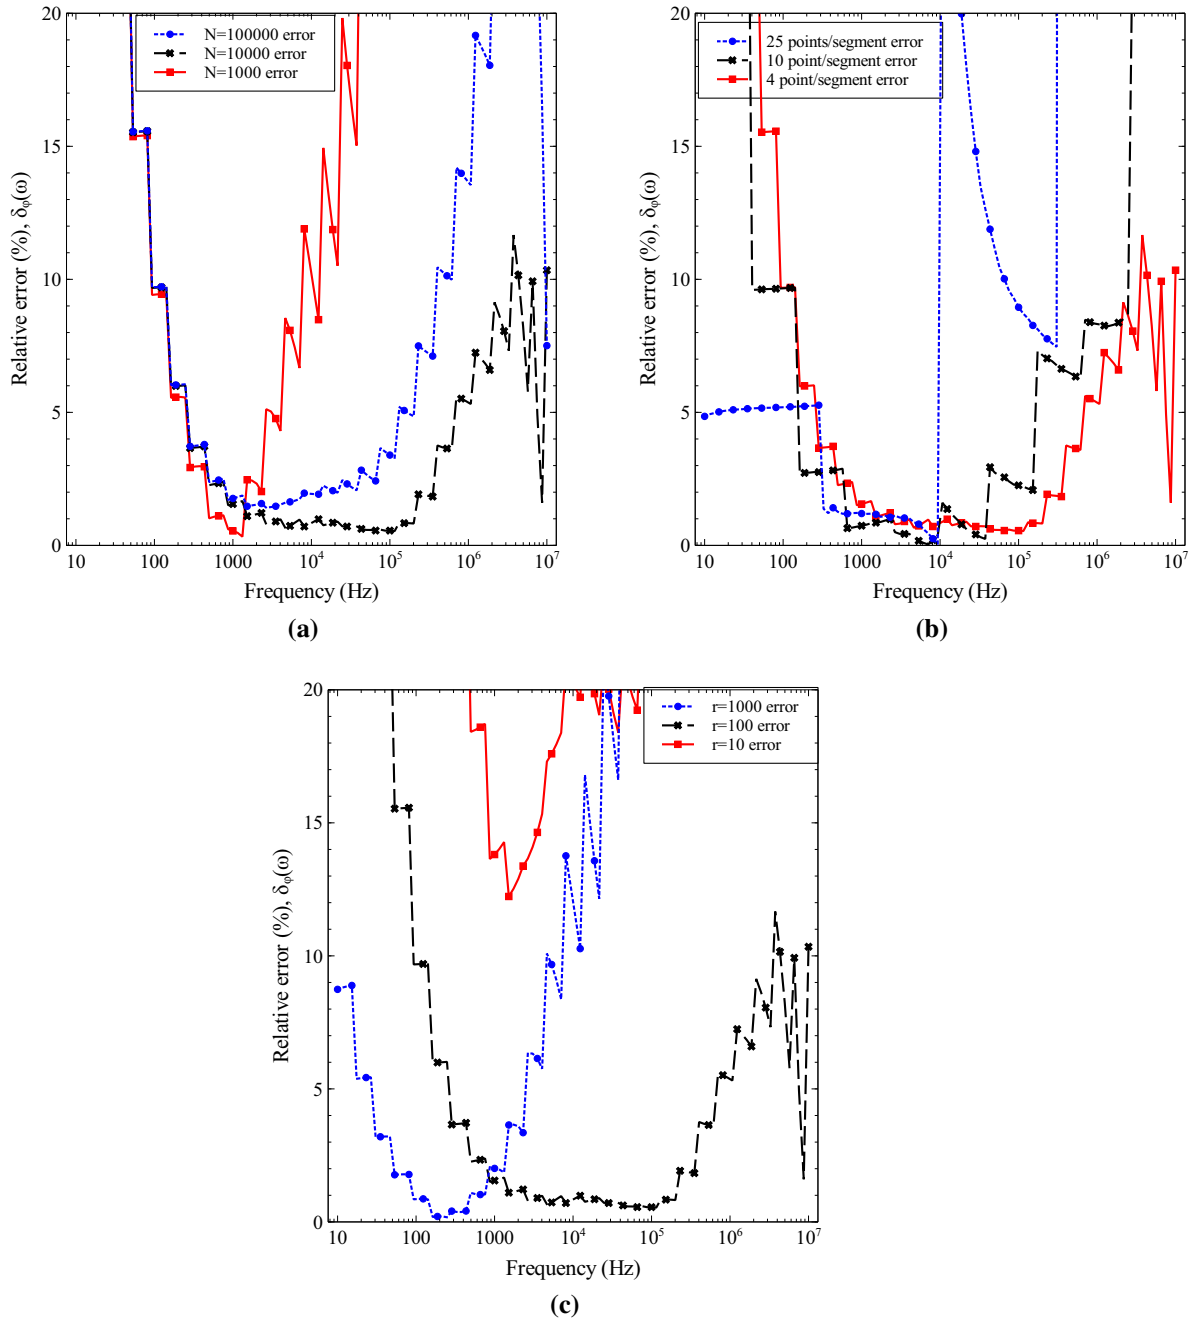 20
15
10
5
0
Relative error (%), δφ(ω)
N=100000 error
N=10000 error
N=1000 error
10
100
1000
10⁴
10⁵
10⁶
10⁷
Frequency (Hz)
(a)
20
15
10
5
0
Relative error (%), δφ(ω)
25 points/segment error
10 point/segment error
4 point/segment error
10
100
1000
10⁴
10⁵
10⁶
10⁷
Frequency (Hz)
(b)
20
15
10
5
0
Relative error (%), δφ(ω)
r=1000 error
r=100 error
r=10 error
10
100
1000
10⁴
10⁵
10⁶
10⁷
Frequency (Hz)
(c)